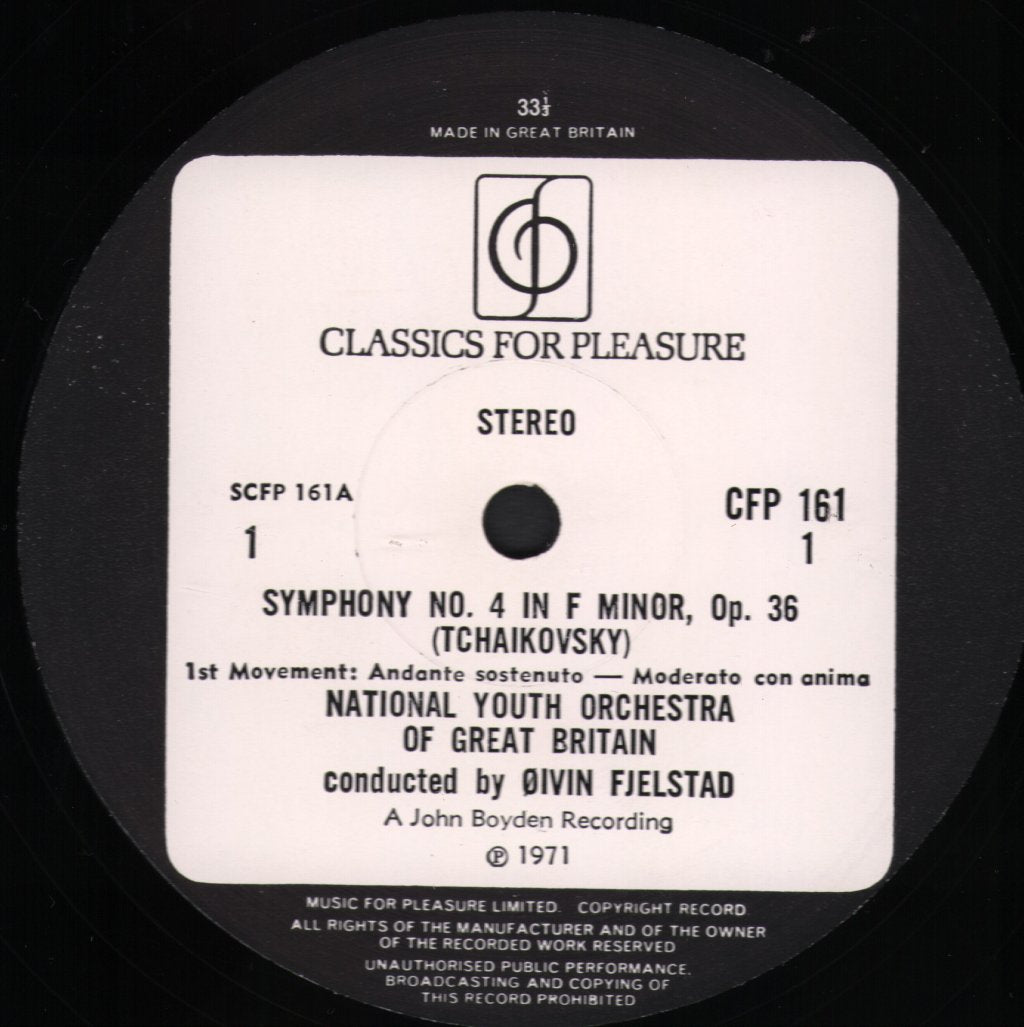 33⅓
MADE IN GREAT BRITAIN
CLASSICS FOR PLEASURE
STEREO
SCFP 161A
CFP 161
1
1
SYMPHONY NO. 4 IN F MINOR, Op. 36
(TCHAIKOVSKY)
1st Movement: Andante sostenuto — Moderato con anima
NATIONAL YOUTH ORCHESTRA
OF GREAT BRITAIN
conducted by ØIVIN FJELSTAD
A John Boyden Recording
℗ 1971
MUSIC FOR PLEASURE LIMITED. COPYRIGHT RECORD
ALL RIGHTS OF THE MANUFACTURER AND OF THE OWNER
OF THE RECORDED WORK RESERVED
UNAUTHORISED PUBLIC PERFORMANCE,
BROADCASTING AND COPYING OF
THIS RECORD PROHIBITED